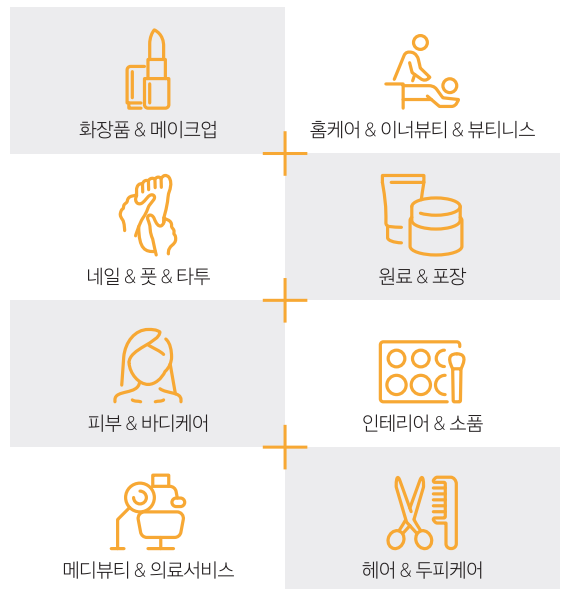 화장품 & 메이크업
홈케어 & 이너뷰티 & 뷰티니스
네일 & 풋 & 타투
원료 & 포장
피부 & 바디케어
인테리어 & 소품
메디뷰티 & 의료서비스
헤어 & 두피케어